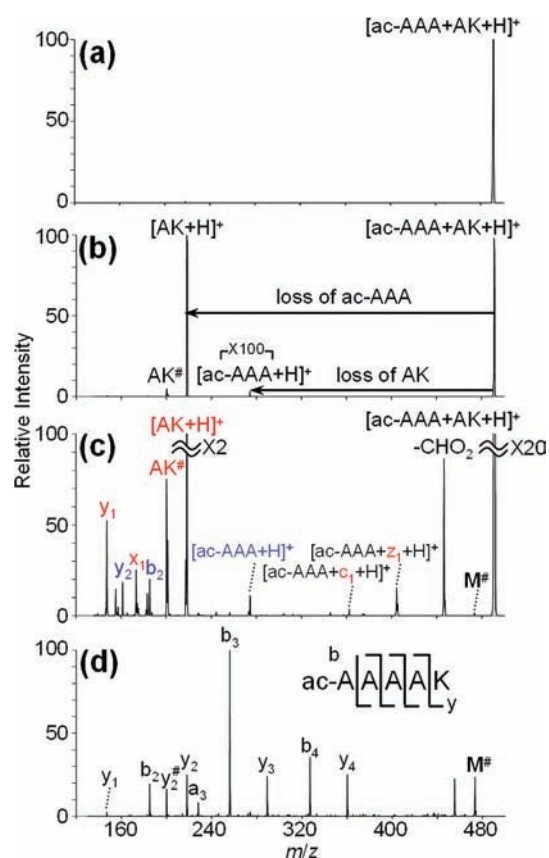 (a)
[ac-AAA+AK+H]+
100
50
0
(b)
[AK+H]+
[ac-AAA+AK+H]+
100
loss of ac-AAA
50
X100
AK#
[ac-AAA+H]+
loss of AK
0
Relative Intensity
(c)
[AK+H]+
[ac-AAA+AK+H]+
100
X2
-CHO2
X20
AK#
y1
50
y2
x1
b2
[ac-AAA+H]+
[ac-AAA+z1+H]+
[ac-AAA+c1+H]+
M#
0
(d)
b3
100
b
ac-AAAAK
y
50
y1
b2
y2#
y2
a3
y3
b4
y4
M#
0
160 240 320 400 480
m/z